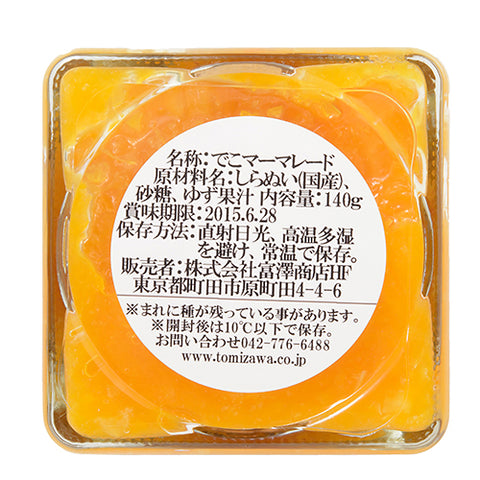 名称：でこマーマレード
原材料名：しらぬい(国産)、
砂糖、ゆず果汁 内容量：140g
賞味期限：2015.6.28
保存方法：直射日光、高温多湿
を避け、常温で保存。
販売者：株式会社富澤商店HF
東京都町田市原町田4-4-6
※まれに種が残っている事があります。
※開封後は10℃以下で保存。
お問い合わせ042-776-6488
www.tomizawa.co.jp